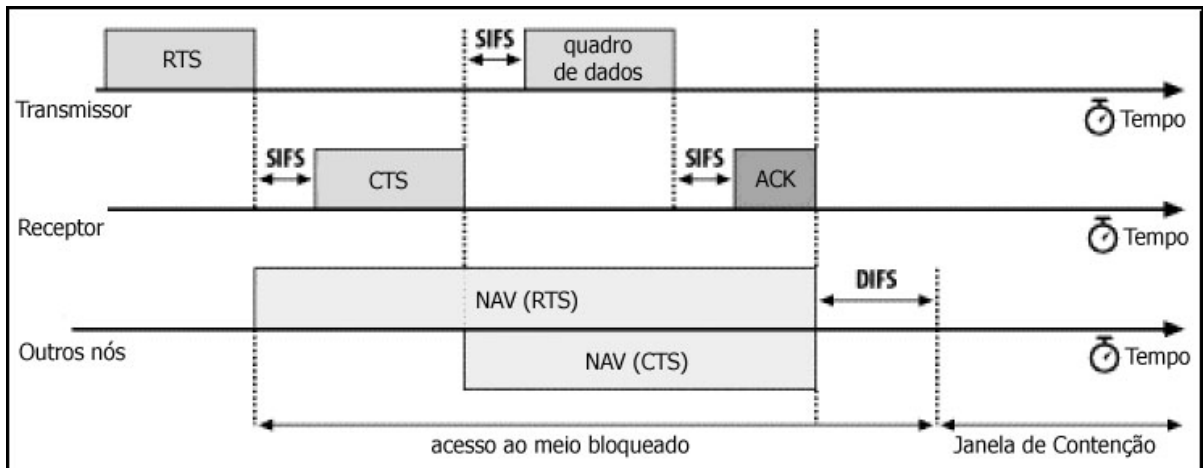 RTS
SIFS
quadro
de dados
Transmissor
Tempo
SIFS
CTS
SIFS
ACK
Receptor
Tempo
NAV (RTS)
DIFS
Outros nós
NAV (CTS)
Tempo
acesso ao meio bloqueado
Janela de Contenção